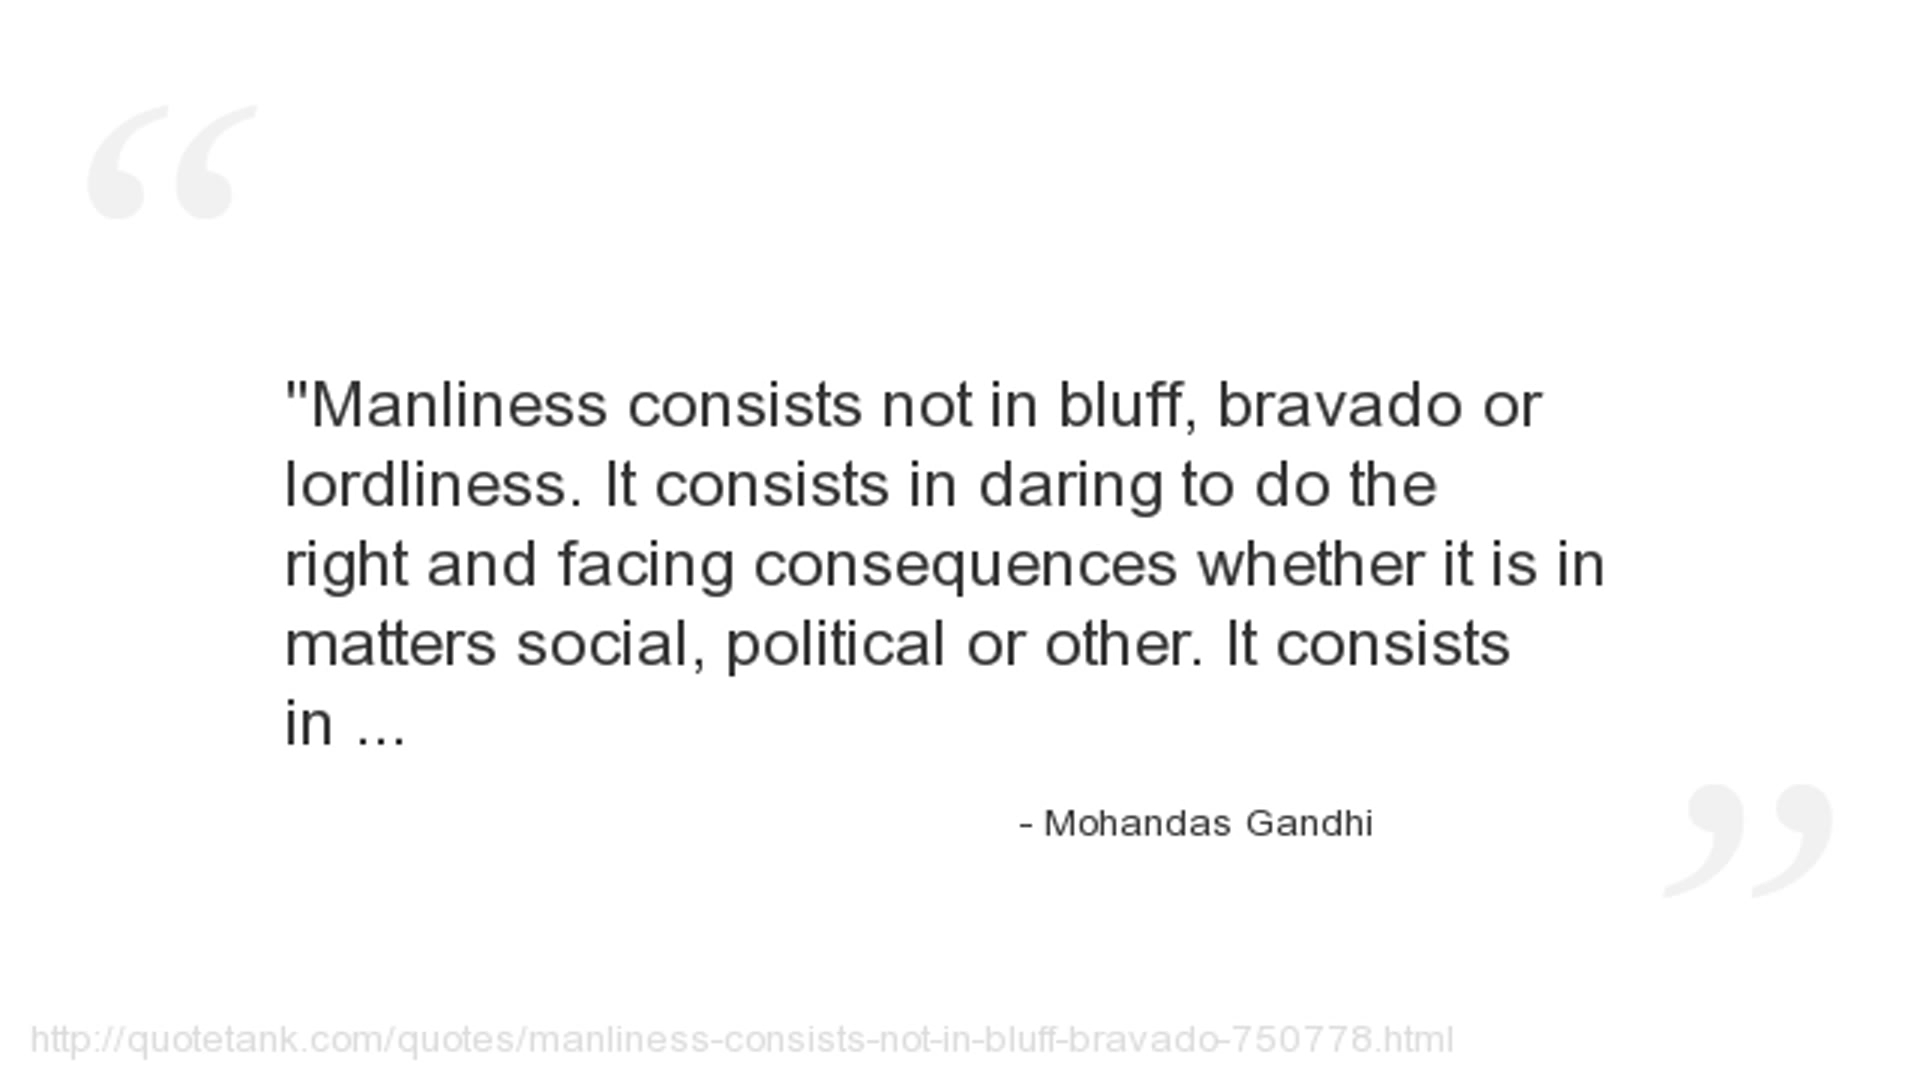 "Manliness consists not in bluff, bravado or
lordliness. It consists in daring to do the
right and facing consequences whether it is in
matters social, political or other. It consists
in ...
- Mohandas Gandhi
http://quotetank.com/quotes/manliness-consists-not-in-bluff-bravado-750778.html